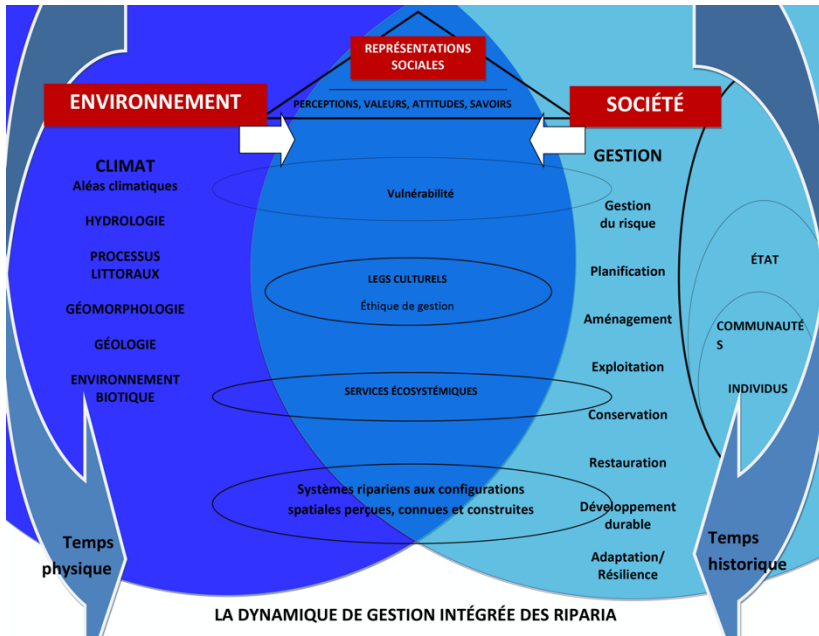 REPRÉSENTATIONS
SOCIALES
PERCEPTIONS, VALEURS, ATTITUDES, SAVOIRS
ENVIRONNEMENT
CLIMAT
Aléas climatiques
HYDROLOGIE
PROCESSUS
LITTORAUX
GÉOMORPHOLOGIE
GÉOLOGIE
ENVIRONNEMENT
BIOTIQUE
Temps
physique
Vulnérabilité
LEGS CULTURELS
Éthique de gestion
SERVICES ÉCOSYSTÉMIQUES
Systèmes ripariens aux configurations
spatiales perçues, connues et construites
SOCIÉTÉ
GESTION
Gestion
du risque
Planification
Aménagement
Exploitation
Conservation
Restauration
Développement
durable
Adaptation/
Résilience
ÉTAT
COMMUNAUTÉ
S
INDIVIDUS
Temps
historique
LA DYNAMIQUE DE GESTION INTÉGRÉE DES RIPARIA